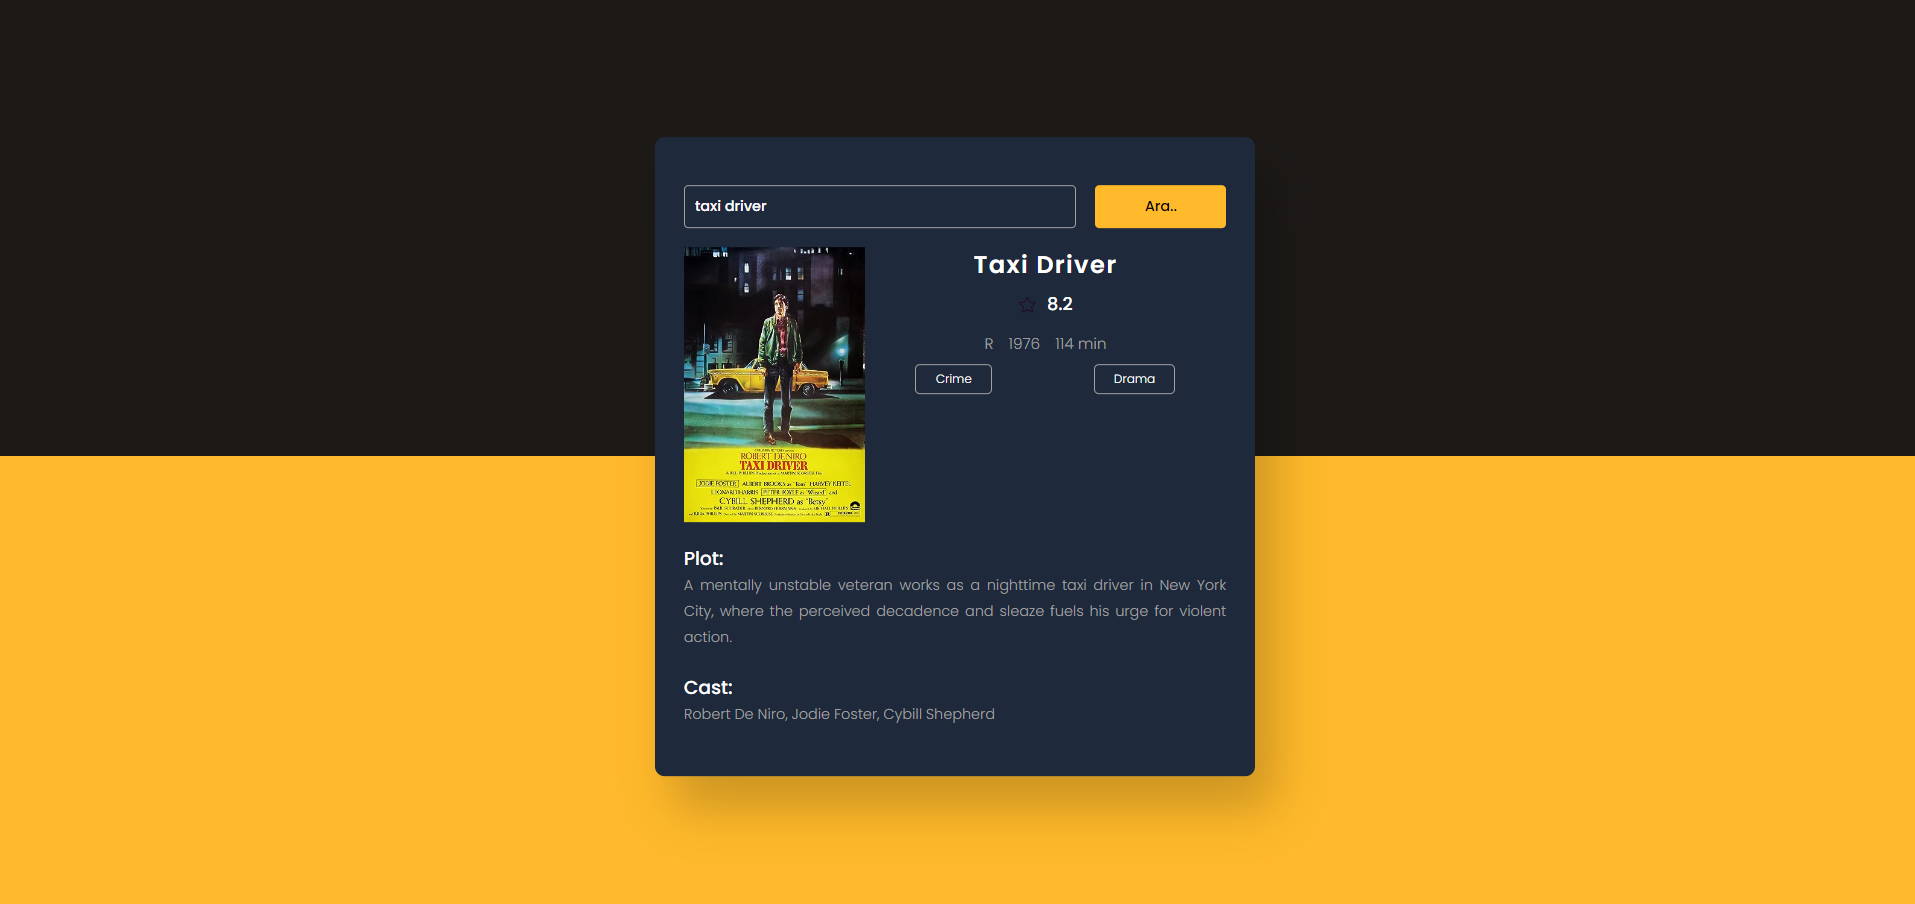 taxi driver
Ara..
Taxi Driver
8.2
R 1976 114 min
Crime Drama
ROBERT DE NIRO
TAXI DRIVER
JODIE FOSTER ALBERT BROOKS as "Tom" HARVEY KEITEL
LEONARD HARRIS PETER BOYLE as "Wizard" and
CYBILL SHEPHERD as "Betsy"
Plot:
A mentally unstable veteran works as a nighttime taxi driver in New York
City, where the perceived decadence and sleaze fuels his urge for violent
action.
Cast:
Robert De Niro, Jodie Foster, Cybill Shepherd